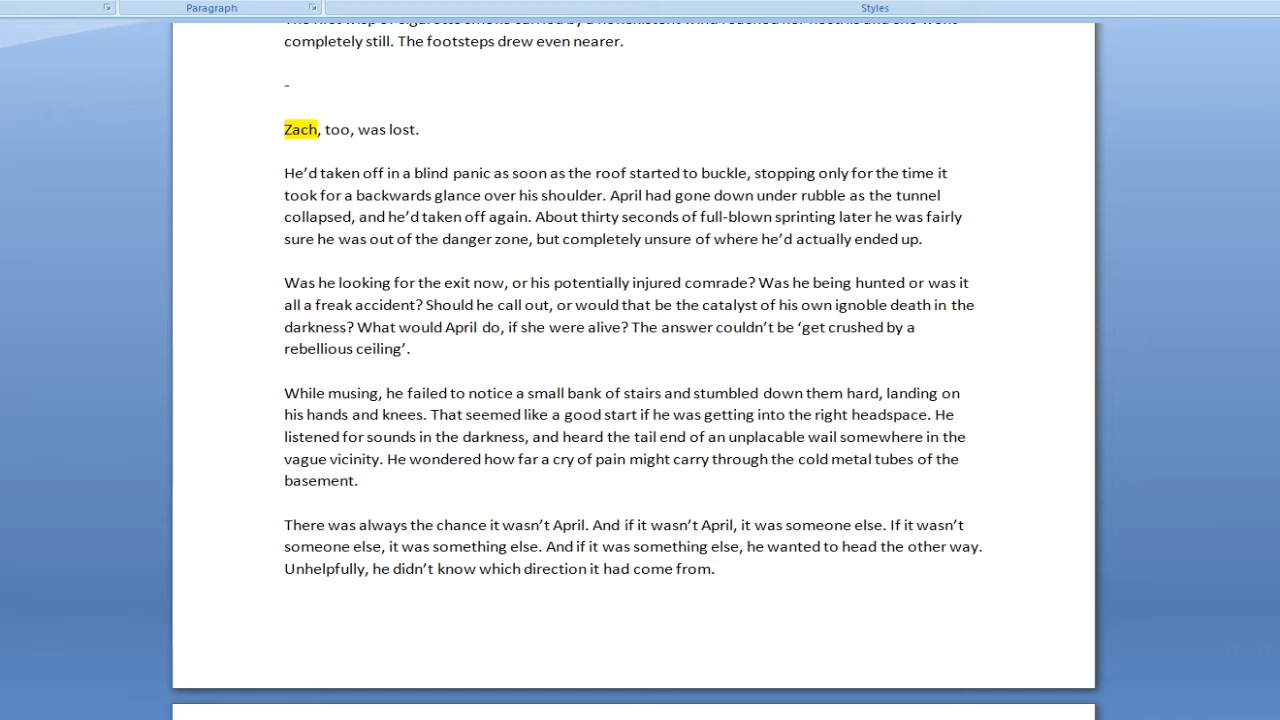 Paragraph
Styles
completely still. The footsteps drew even nearer.
-
Zach, too, was lost.
He’d taken off in a blind panic as soon as the roof started to buckle, stopping only for the time it
took for a backwards glance over his shoulder. April had gone down under rubble as the tunnel
collapsed, and he’d taken off again. About thirty seconds of full-blown sprinting later he was fairly
sure he was out of the danger zone, but completely unsure of where he’d actually ended up.
Was he looking for the exit now, or his potentially injured comrade? Was he being hunted or was it
all a freak accident? Should he call out, or would that be the catalyst of his own ignoble death in the
darkness? What would April do, if she were alive? The answer couldn’t be ‘get crushed by a
rebellious ceiling’.
While musing, he failed to notice a small bank of stairs and stumbled down them hard, landing on
his hands and knees. That seemed like a good start if he was getting into the right headspace. He
listened for sounds in the darkness, and heard the tail end of an unplacable wail somewhere in the
vague vicinity. He wondered how far a cry of pain might carry through the cold metal tubes of the
basement.
There was always the chance it wasn’t April. And if it wasn’t April, it was someone else. If it wasn’t
someone else, it was something else. And if it was something else, he wanted to head the other way.
Unhelpfully, he didn’t know which direction it had come from.